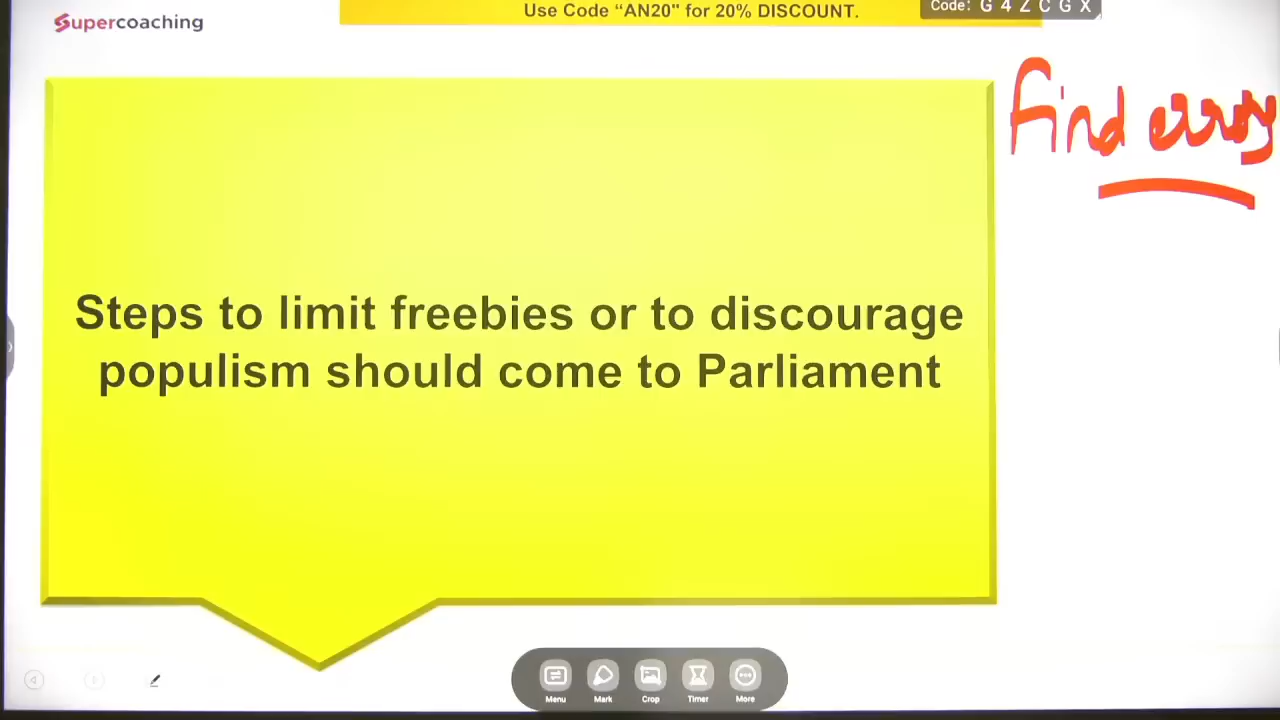 Supercoaching
Use Code “AN20" for 20% DISCOUNT.
Code: G 4 Z C G X
Find error
Steps to limit freebies or to discourage
populism should come to Parliament
Menu
Mark
Crop
Timer
More